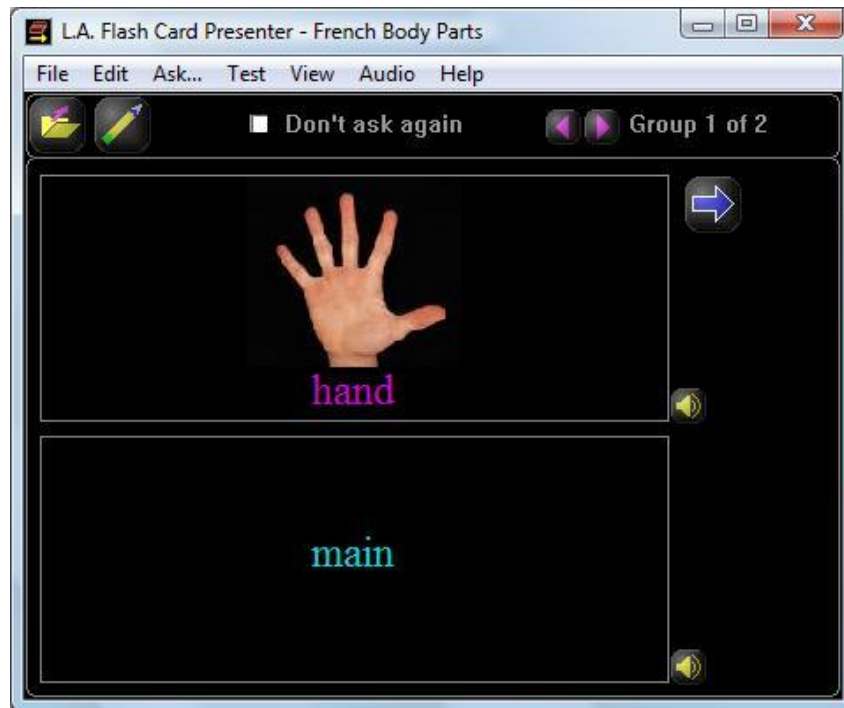 L.A. Flash Card Presenter - French Body Parts
File Edit Ask... Test View Audio Help
Don't ask again Group 1 of 2
hand
main